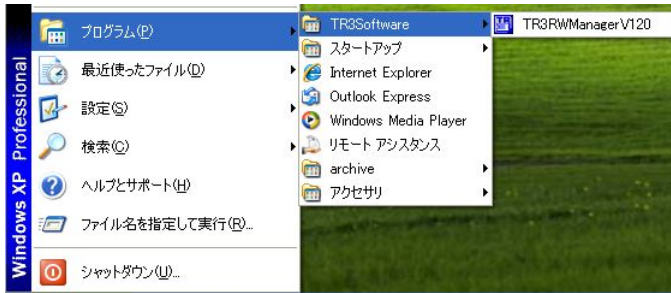 Windows XP Professional
プログラム(P)
最近使ったファイル(D)
設定(S)
検索(C)
ヘルプとサポート(H)
ファイル名を指定して実行(R)...
シャットダウン(U)...
TR3Software
スタートアップ
Internet Explorer
Outlook Express
Windows Media Player
リモート アシスタンス
archive
アクセサリ
TR3RWManagerV120